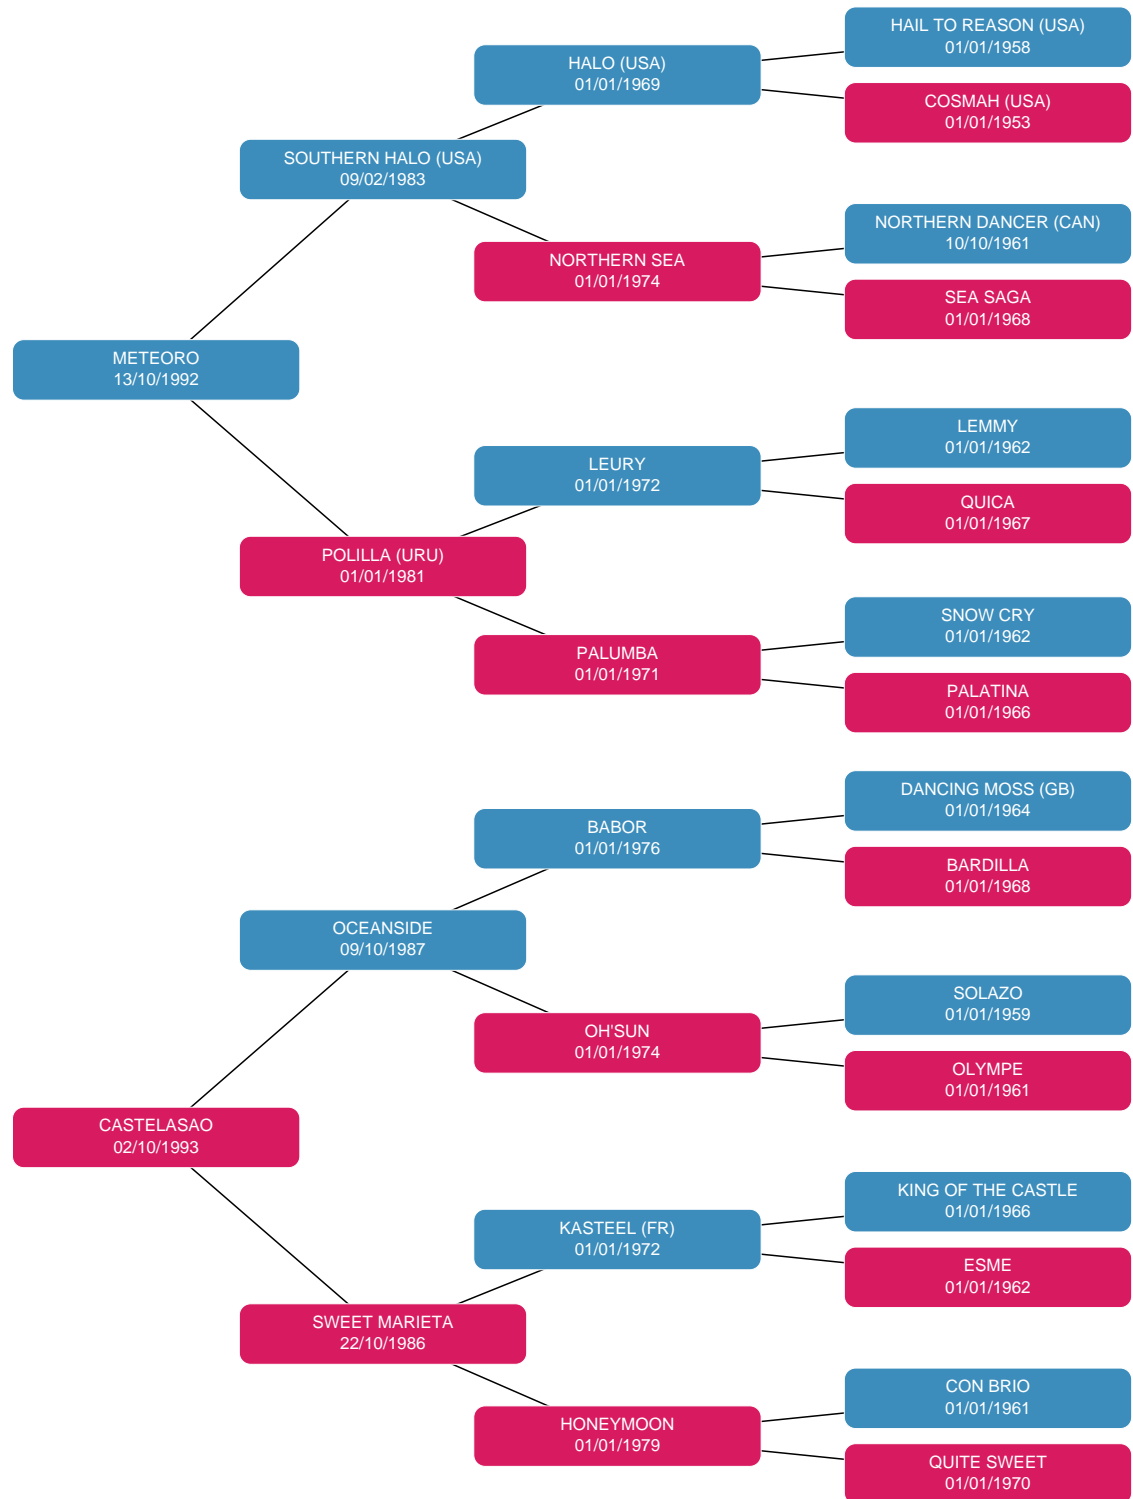 HAIL TO REASON (USA)
01/01/1958
HALO (USA)
01/01/1969
COSMAH (USA)
01/01/1953
SOUTHERN HALO (USA)
09/02/1983
NORTHERN DANCER (CAN)
10/10/1961
NORTHERN SEA
01/01/1974
SEA SAGA
01/01/1968
METEORO
13/10/1992
LEMMY
01/01/1962
LEURY
01/01/1972
QUICA
01/01/1967
POLILLA (URU)
01/01/1981
SNOW CRY
01/01/1962
PALUMBA
01/01/1971
PALATINA
01/01/1966
DANCING MOSS (GB)
01/01/1964
BABOR
01/01/1976
BARDILLA
01/01/1968
OCEANSIDE
09/10/1987
SOLAZO
01/01/1959
OH'SUN
01/01/1974
OLYMPE
01/01/1961
CASTELASAO
02/10/1993
KING OF THE CASTLE
01/01/1966
KASTEEL (FR)
01/01/1972
ESME
01/01/1962
SWEET MARIETA
22/10/1986
CON BRIO
01/01/1961
HONEYMOON
01/01/1979
QUITE SWEET
01/01/1970